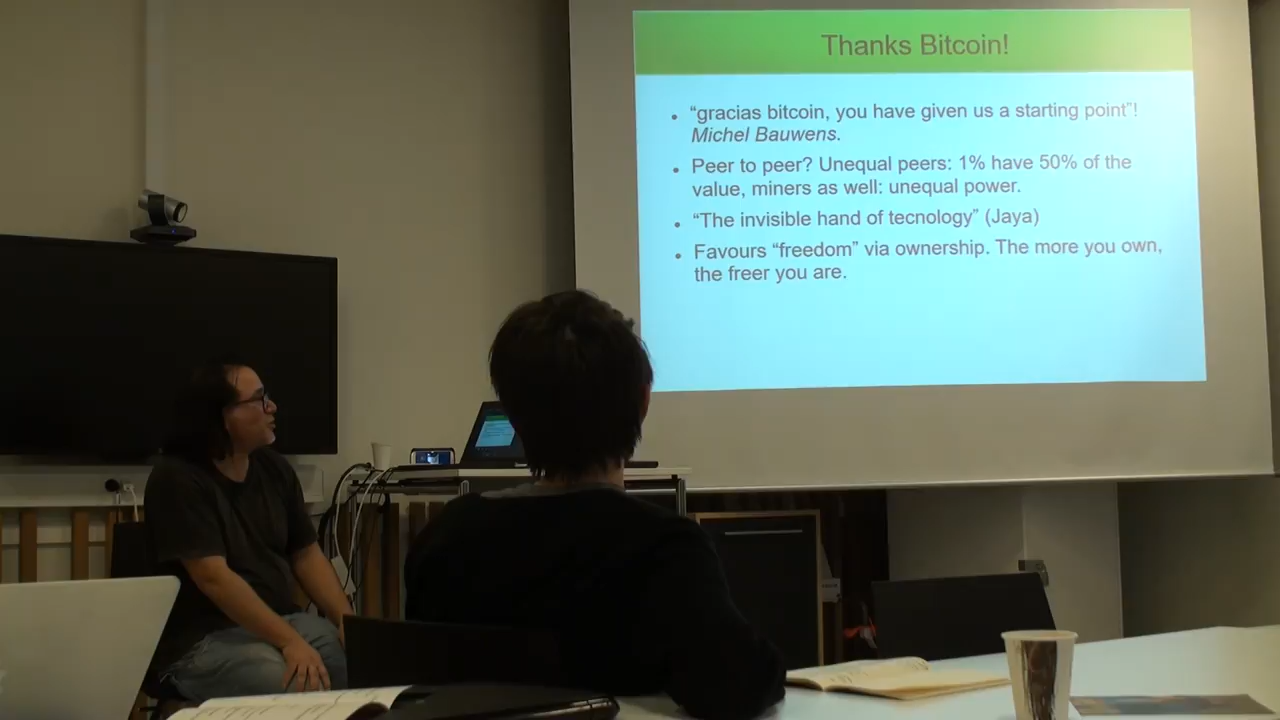 Thanks Bitcoin!
• “gracias bitcoin, you have given us a starting point”!
Michel Bauwens.
• Peer to peer? Unequal peers: 1% have 50% of the
value, miners as well: unequal power.
• “The invisible hand of tecnology” (Jaya)
• Favours “freedom” via ownership. The more you own,
the freer you are.